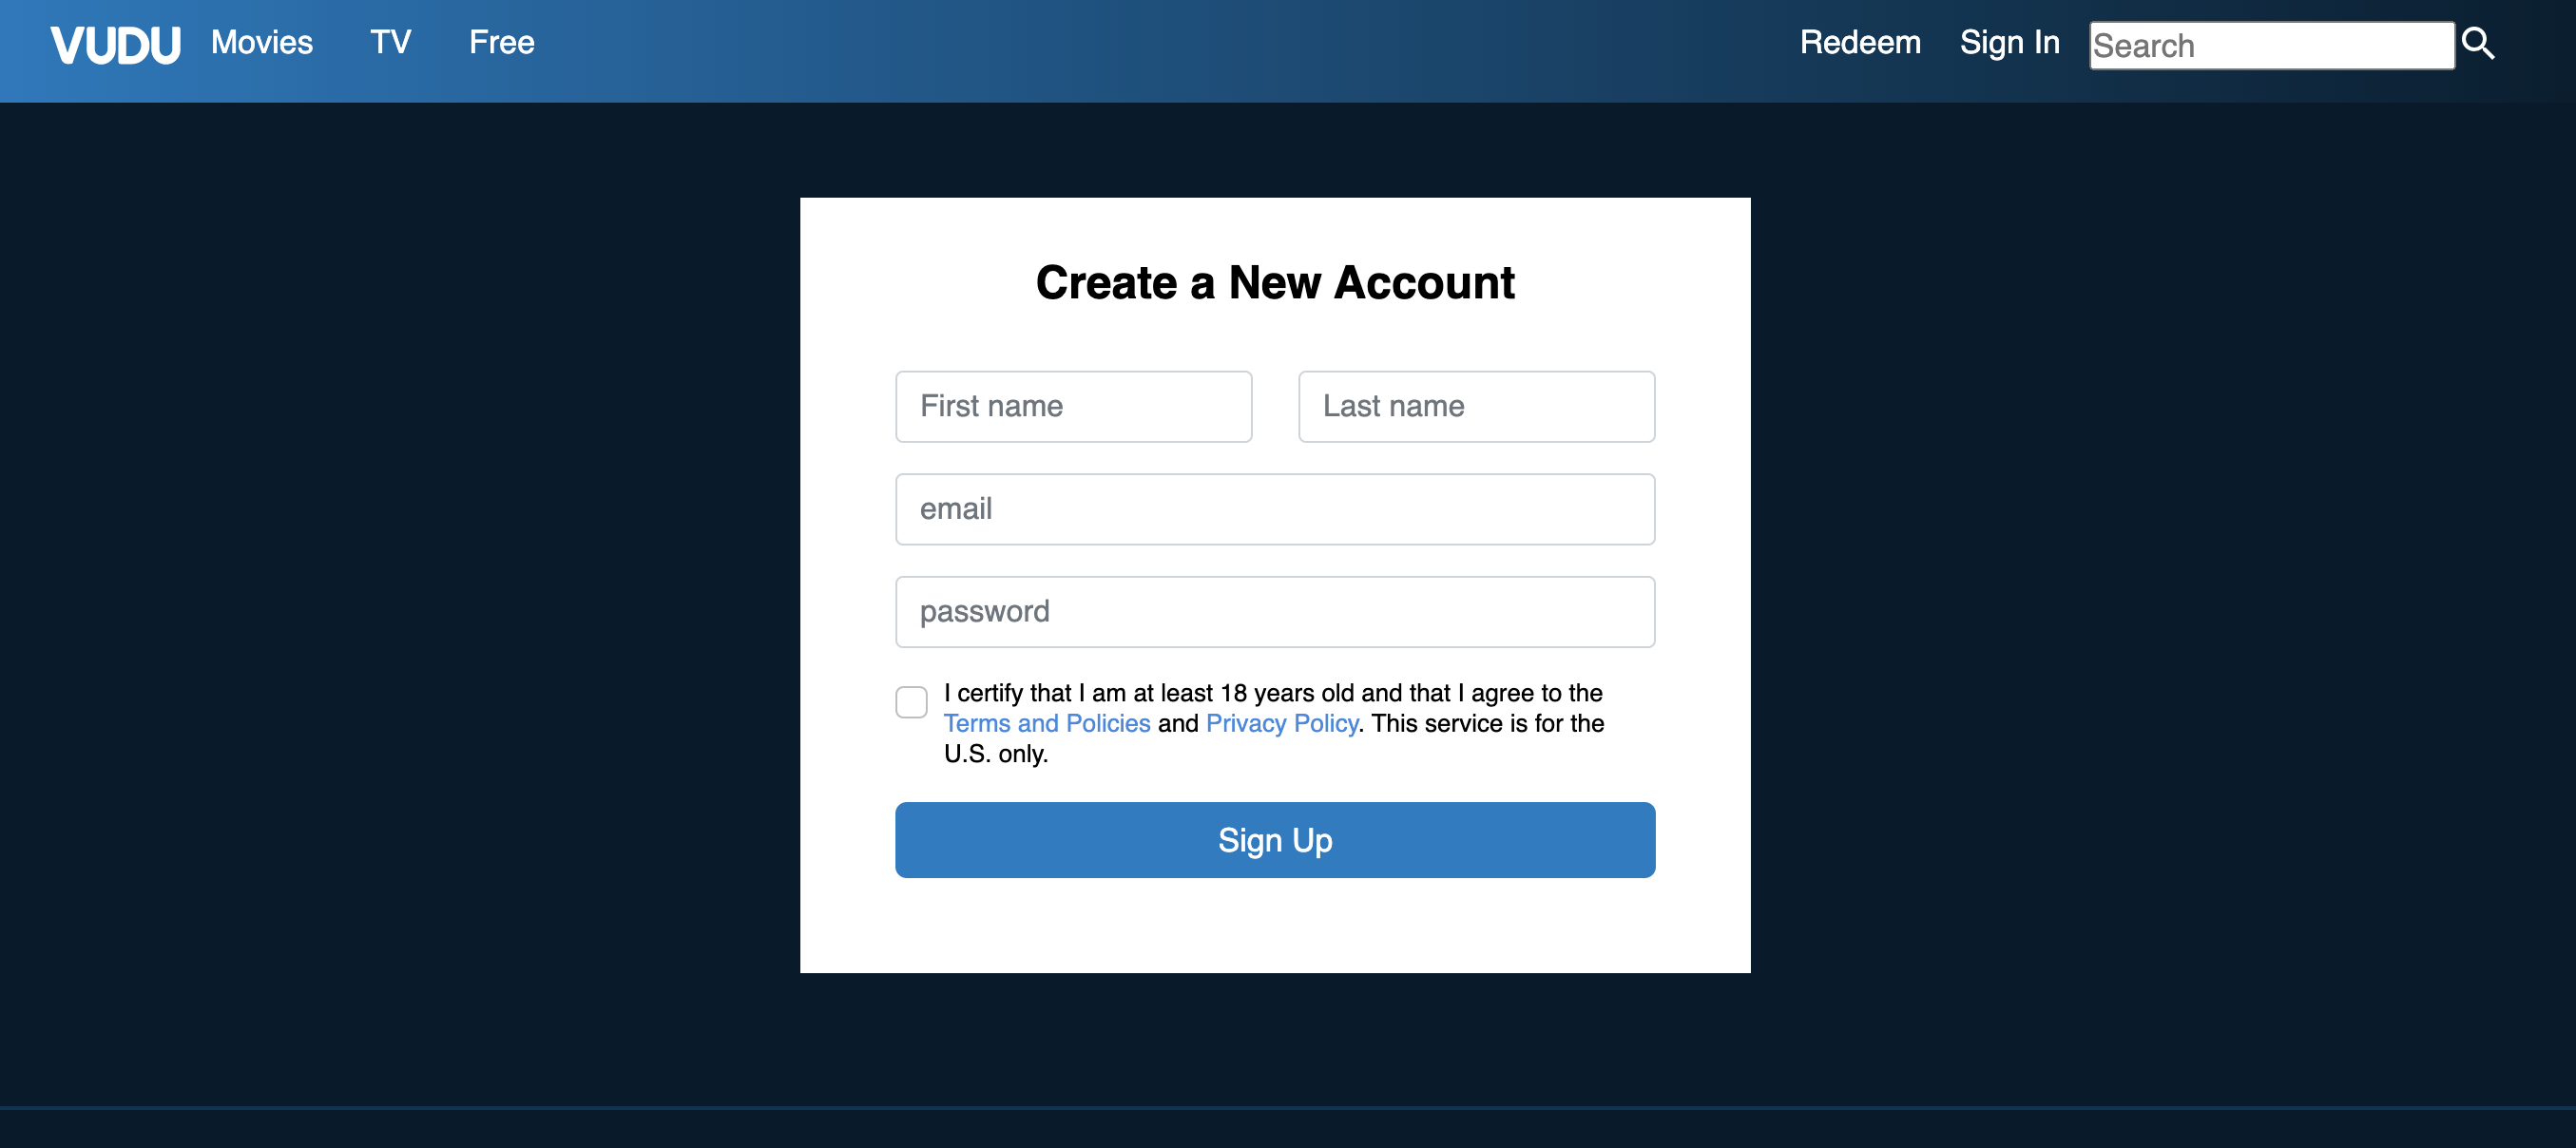 VUDU Movies TV Free Redeem Sign In Search
Create a New Account
First name Last name
email
password
I certify that I am at least 18 years old and that I agree to the
Terms and Policies and Privacy Policy. This service is for the
U.S. only.
Sign Up